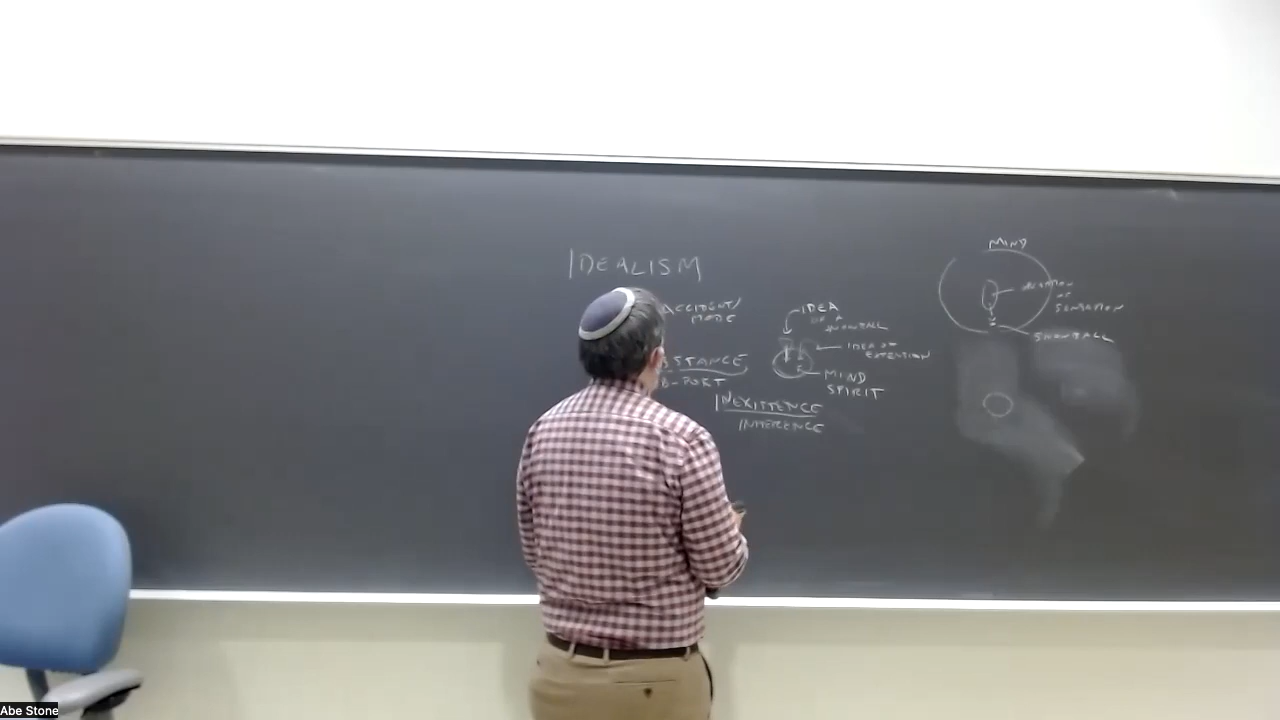 IDEALISM
ACCIDENT/
MODE
STANCE
B-PORT
INEXISTENCE
INHERENCE
IDEA
OF A
SNOWBALL
IDEA OF
EXTENSION
MIND
SPIRIT
MIND
SENSATION
SNOWBALL
Abe Stone